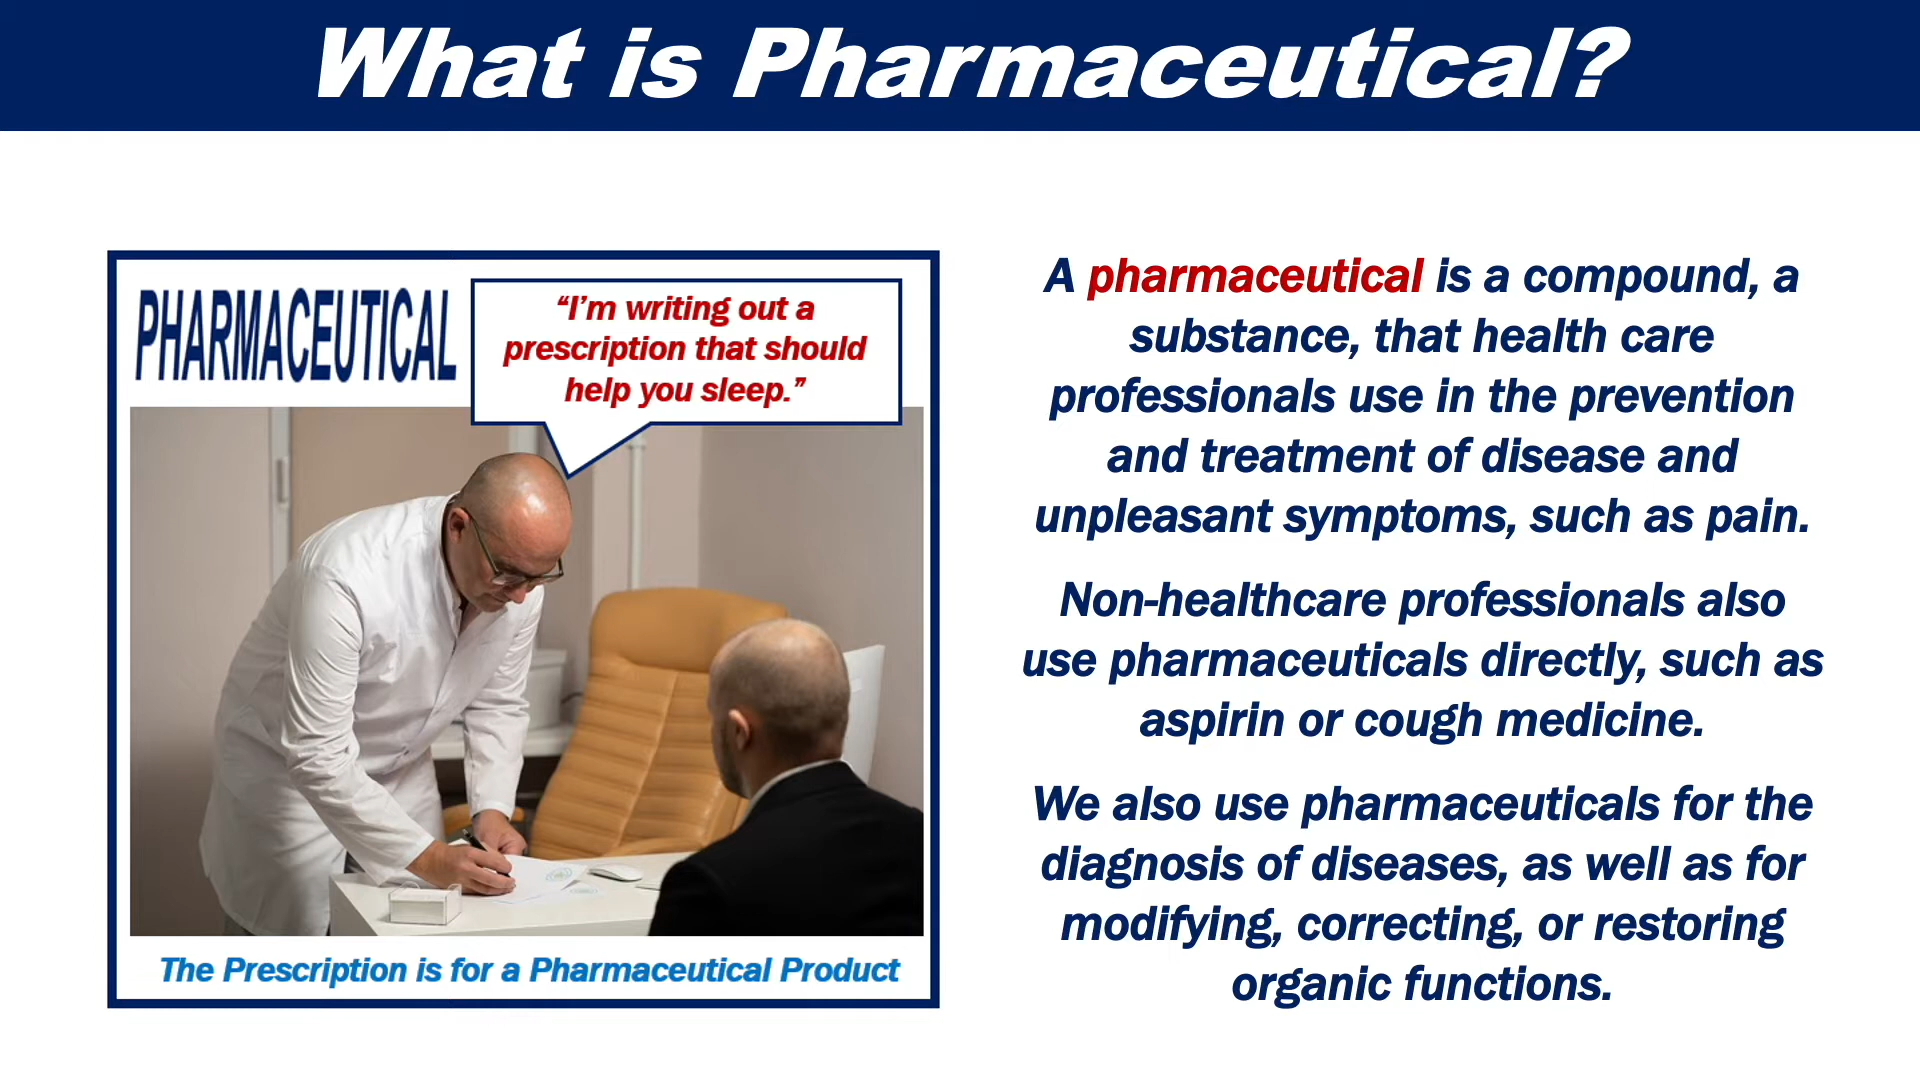 What is Pharmaceutical?
PHARMACEUTICAL
“I’m writing out a
prescription that should
help you sleep.”
The Prescription is for a Pharmaceutical Product
A pharmaceutical is a compound, a
substance, that health care
professionals use in the prevention
and treatment of disease and
unpleasant symptoms, such as pain.
Non-healthcare professionals also
use pharmaceuticals directly, such as
aspirin or cough medicine.
We also use pharmaceuticals for the
diagnosis of diseases, as well as for
modifying, correcting, or restoring
organic functions.